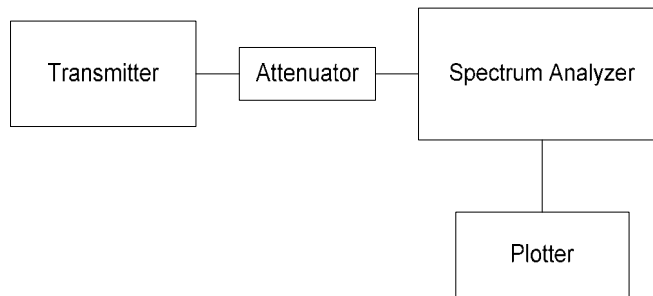 Transmitter
Attenuator
Spectrum Analyzer
Plotter